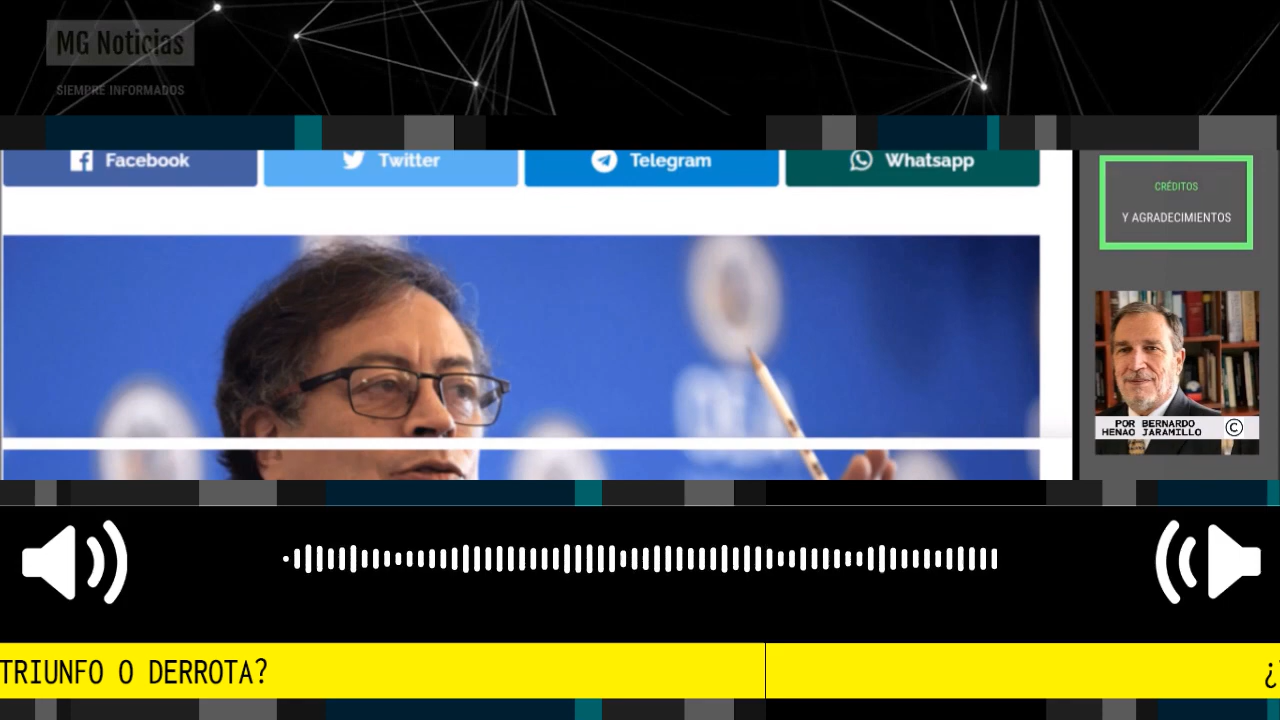 MG Noticias
SIEMPRE INFORMADOS
Facebook
Twitter
Telegram
Whatsapp
CRÉDITOS
Y AGRADECIMIENTOS
POR BERNARDO
HENAO JARAMILLO ©
TRIUNFO O DERROTA?
¿